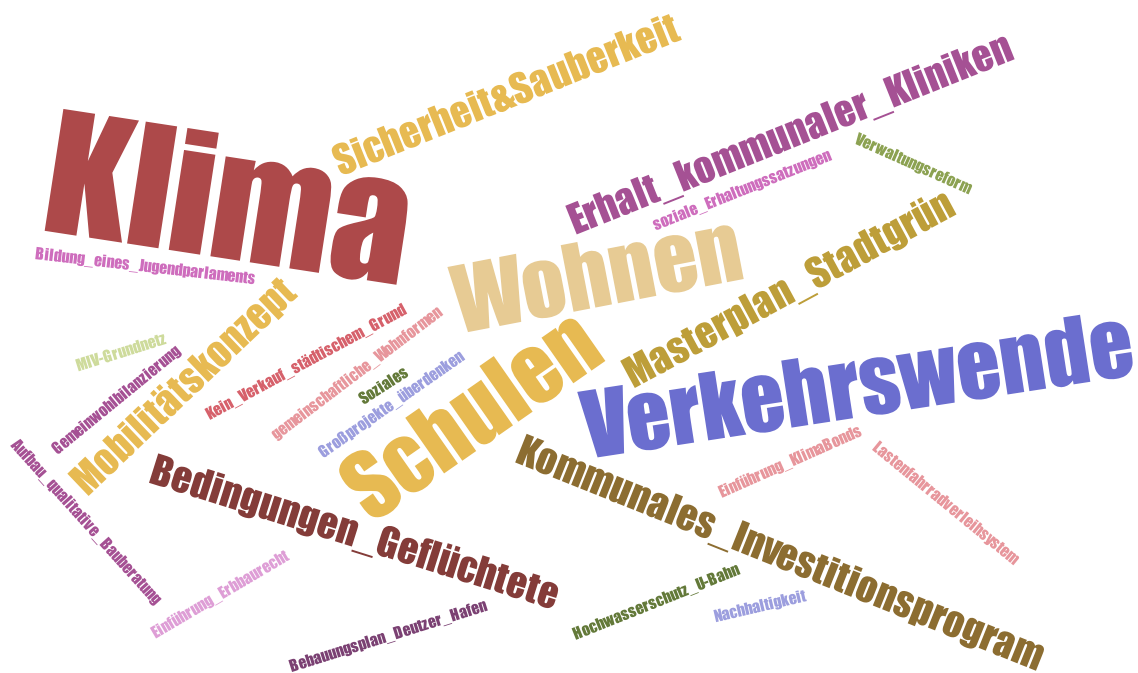 Sicherheit&Sauberkeit
Erhalt_kommunaler_Kliniken
Klima
soziale_Erhaltungssatzungen
Verwaltungsreform
Wohnen
Masterplan_Stadtgrün
Bildung_eines_Jugendparlaments
Mobilitätskonzept
MIV-Grundnetz
Gemeinwohlbilanzierung
Kein_Verkauf_städtischem_Grund
gemeinschaftliche_Wohnformen
Soziales
Großprojekte_überdenken
Schulen
Verkehrswende
Aufbau_qualitative_Bauberatung
Bedingungen_Geflüchtete
Kommunales_Investitionsprogram
Einführung_KlimaBonds
Lastenfahrradverleihsystem
Einführung_Erbbaurecht
Bebauungsplan_Deutzer_Hafen
Hochwasserschutz_U-Bahn
Nachhaltigkeit